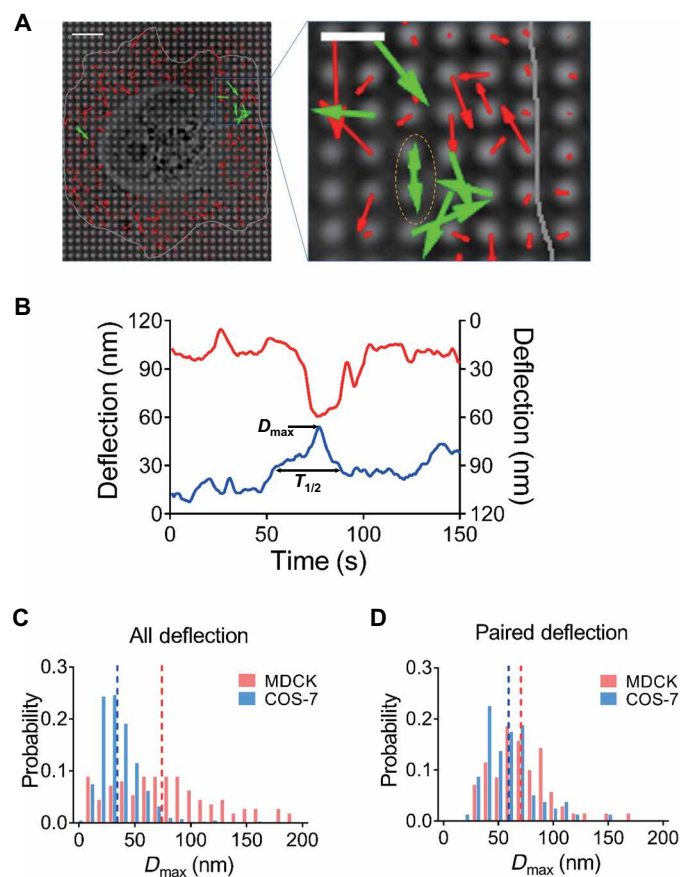 A
B
120
90
60
30
0
Deflection (nm)
0
30
60
90
120
Deflection (nm)
Dmax
T1/2
0 50 100 150
Time (s)
C
All deflection
0.3
0.2
0.1
0.0
Probability
MDCK
COS-7
0 50 100 150 200
Dmax (nm)
D
Paired deflection
0.3
0.2
0.1
0.0
Probability
MDCK
COS-7
0 50 100 150 200
Dmax (nm)